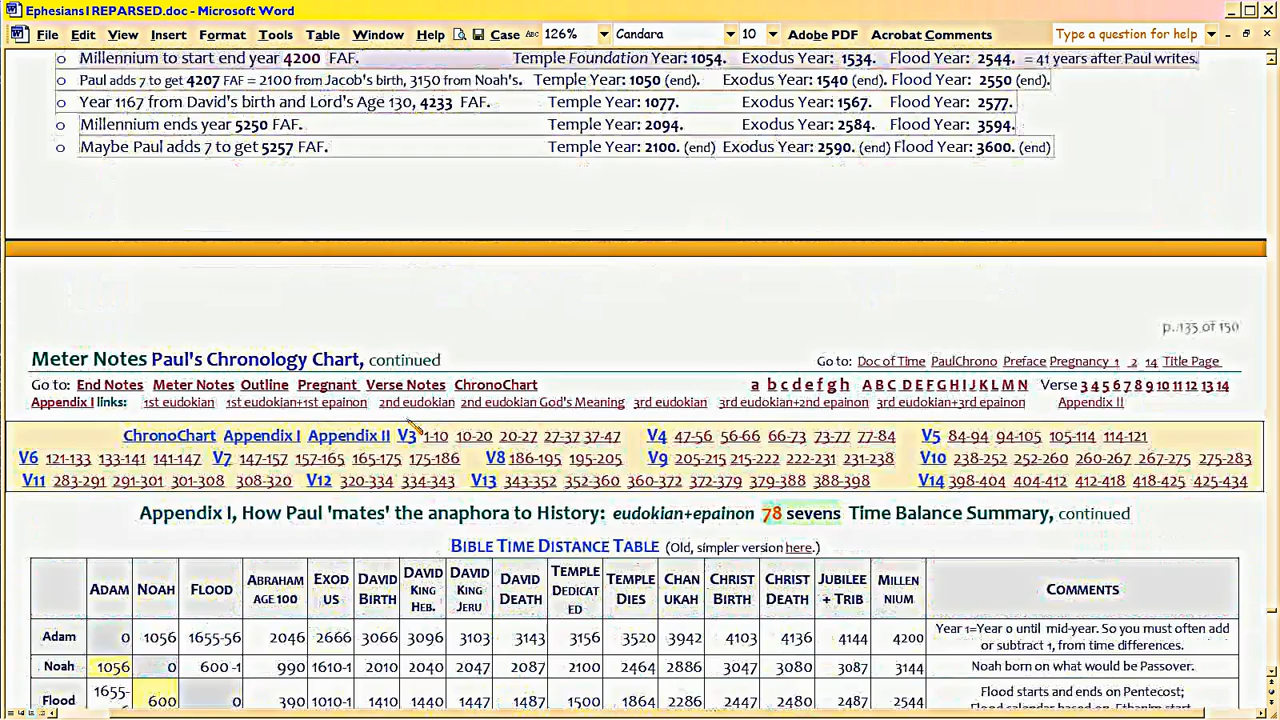 Ephesians1REPARSED.doc - Microsoft Word
File Edit View Insert Format Tools Table Window Help Case ABC 126% Candara 10 Adobe PDF Acrobat Comments Type a question for help
o Millennium to start end year 4200 FAF. Temple Foundation Year 1054. Exodus Year: 1534. Flood Year: 2544. = 41 years after Paul writes.
o Paul adds 7 to get 4207 FAF = 2100 from Jacob's birth, 3150 from Noah's. Temple Year: 1050 (end). Exodus Year: 1540 (end). Flood Year: 2550 (end).
o Year 1167 from David's birth and Lord's Age 130, 4233 FAF. Temple Year: 1077. Exodus Year: 1567. Flood Year: 2577.
o Millennium ends year 5250 FAF. Temple Year: 2094. Exodus Year: 2584. Flood Year: 3594.
o Maybe Paul adds 7 to get 5257 FAF. Temple Year: 2100. (end) Exodus Year: 2590. (end) Flood Year: 3600. (end)
p.135 of 150
Meter Notes Paul's Chronology Chart, continued Go to: Doc of Time PaulChrono Preface Pregnancy 1 2 14 Title Page
Go to: End Notes Meter Notes Outline Pregnant Verse Notes ChronoChart a b c d e f g h A B C D E F G H I J K L M N Verse 3 4 5 6 7 8 9 10 11 12 13 14
Appendix I links: 1st eudokian 1st eudokian+1st epainon 2nd eudokian 2nd eudokian God's Meaning 3rd eudokian 3rd eudokian+2nd epainon 3rd eudokian+3rd epainon Appendix II
ChronoChart Appendix I Appendix II V3 1-10 10-20 20-27 27-37 37-47 V4 47-56 56-66 66-73 73-77 77-84 V5 84-94 94-105 105-114 114-121
V6 121-133 133-141 141-147 V7 147-157 157-165 165-175 175-186 V8 186-195 195-205 V9 205-215 215-222 222-231 231-238 V10 238-252 252-260 260-267 267-275 275-283
V11 283-291 291-301 301-308 308-320 V12 320-334 334-343 V13 343-352 352-360 360-372 372-379 379-388 388-398 V14 398-404 404-412 412-418 418-425 425-434
Appendix I, How Paul 'mates' the anaphora to History: eudokian+epainon 78 sevens Time Balance Summary, continued
BIBLE TIME DISTANCE TABLE (Old, simpler version here.)
ADAM NOAH FLOOD ABRAHAM AGE 100 EXODUS DAVID BIRTH DAVID KING HEB. DAVID KING JERU DAVID DEATH TEMPLE DEDICATED TEMPLE DIES CHANUKAH CHRIST BIRTH CHRIST DEATH JUBILEE + TRIB MILLENNIUM COMMENTS
Adam 0 1056 1655-56 2046 2666 3066 3096 3103 3143 3156 3520 3942 4103 4136 4144 4200 Year 1=Year 0 until mid-year. So you must often add or subtract 1, from time differences.
Noah 1056 0 600 -1 990 1610-1 2010 2040 2047 2087 2100 2464 2886 3047 3080 3087 3144 Noah born on what would be Passover.
Flood 1655- 600 0 390 1010-1 1410 1440 1447 1487 1500 1864 2286 2447 2480 2487 2544 Flood starts and ends on Pentecost;